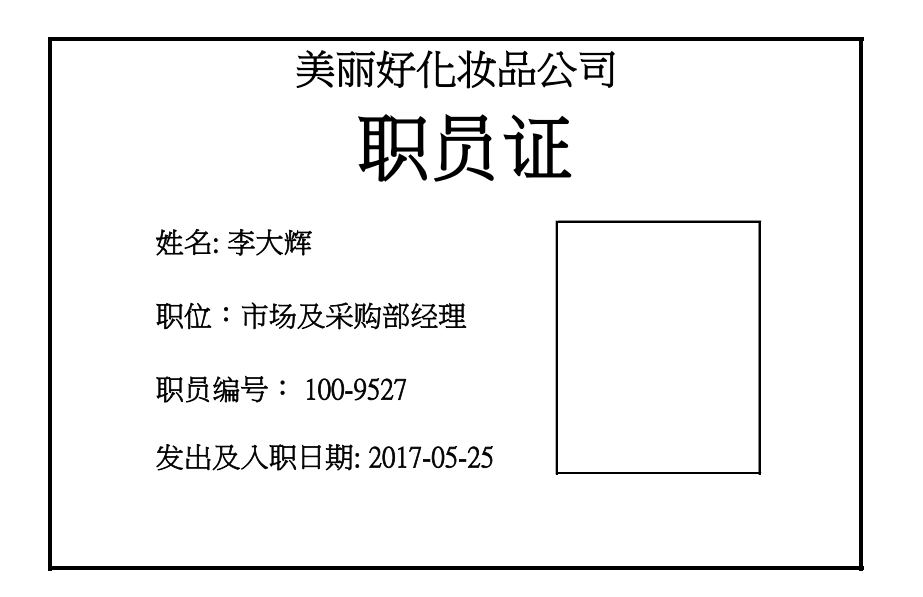 美丽好化妆品公司
职员证
姓名: 李大辉
职位：市场及采购部经理
职员编号： 100-9527
发出及入职日期: 2017-05-25